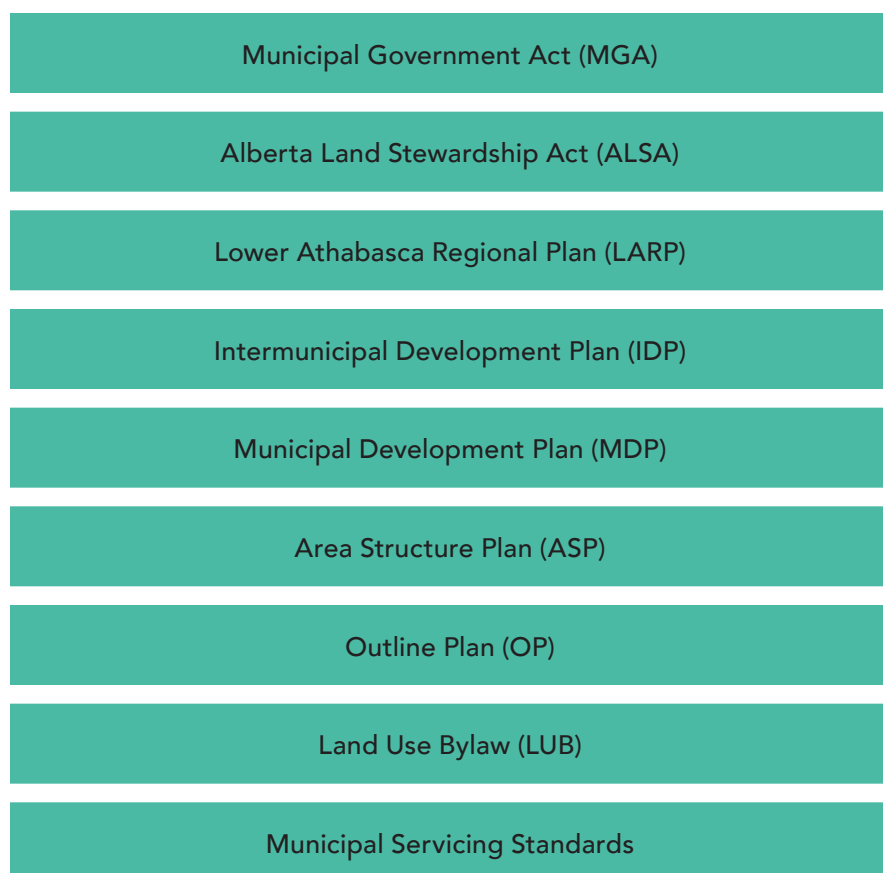 Municipal Government Act (MGA)
Alberta Land Stewardship Act (ALSA)
Lower Athabasca Regional Plan (LARP)
Intermunicipal Development Plan (IDP)
Municipal Development Plan (MDP)
Area Structure Plan (ASP)
Outline Plan (OP)
Land Use Bylaw (LUB)
Municipal Servicing Standards